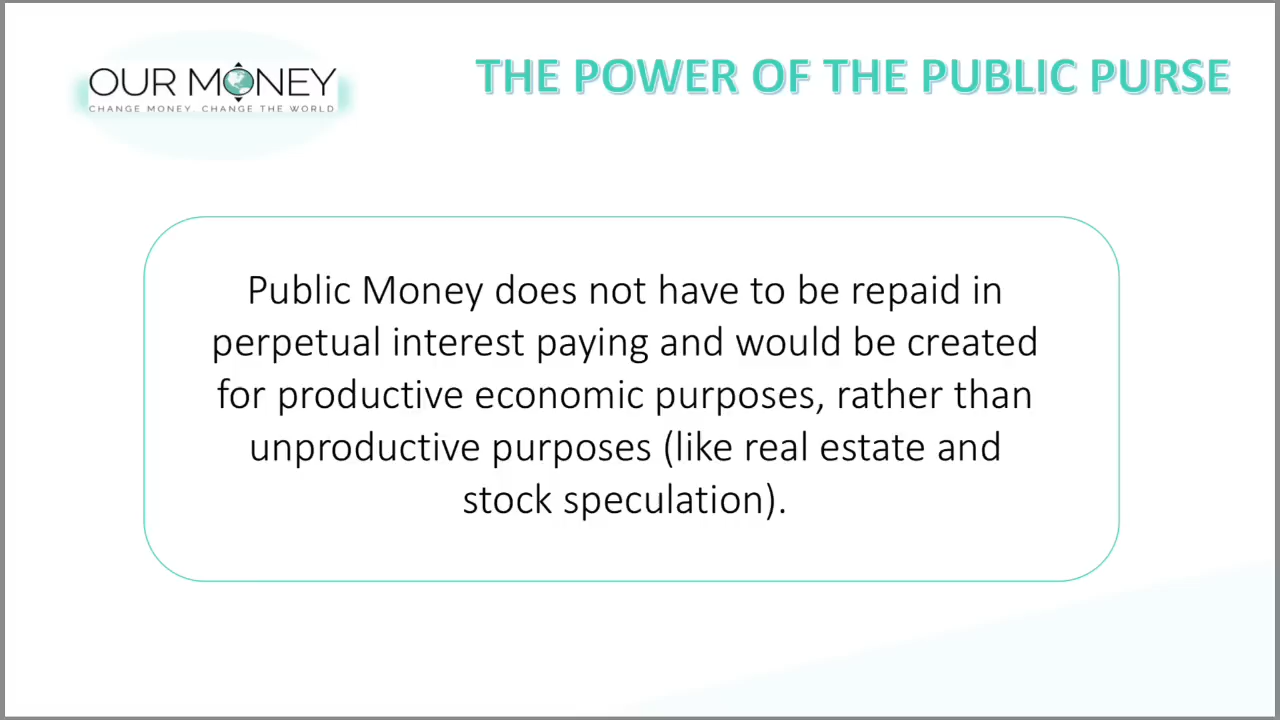 OUR MONEY
CHANGE MONEY. CHANGE THE WORLD
THE POWER OF THE PUBLIC PURSE
Public Money does not have to be repaid in
perpetual interest paying and would be created
for productive economic purposes, rather than
unproductive purposes (like real estate and
stock speculation).